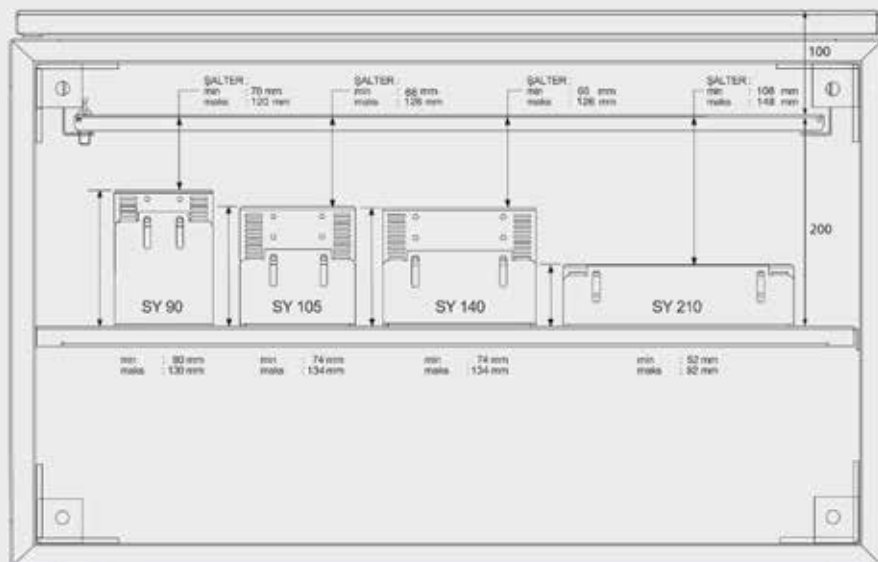 100
ŞALTER :
min : 70 mm
maks : 120 mm
ŞALTER :
min : 66 mm
maks : 126 mm
ŞALTER :
min : 66 mm
maks : 126 mm
ŞALTER :
min : 108 mm
maks : 148 mm
200
SY 90
SY 105
SY 140
SY 210
min : 80 mm
maks : 130 mm
min : 74 mm
maks : 134 mm
min : 74 mm
maks : 134 mm
min : 52 mm
maks : 92 mm